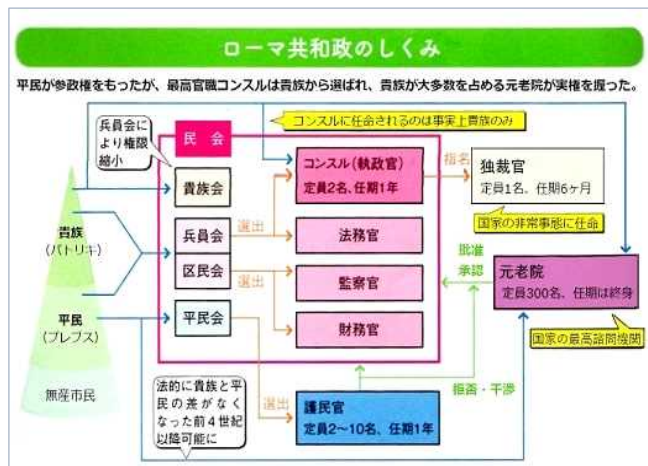 ローマ共和政のしくみ
平民が参政権をもったが、最高官職コンスルは貴族から選ばれ、貴族が大多数を占める元老院が実権を握った。
コンスルに任命されるのは事実上貴族のみ
兵員会に
より権限
縮小
民会
貴族会
コンスル(執政官)
定員2名、任期1年
指名
独裁官
定員1名、任期6ヶ月
国家の非常事態に任命
貴族
(パトリキ)
兵員会
選出
法務官
区民会
選出
監察官
批准
承認
元老院
定員300名、任期は終身
国家の最高諮問機関
平民
(プレブス)
平民会
財務官
無産市民
法的に貴族と平
民の差がなく
なった前4世紀
以降可能に
選出
護民官
定員2〜10名、任期1年
拒否・干渉